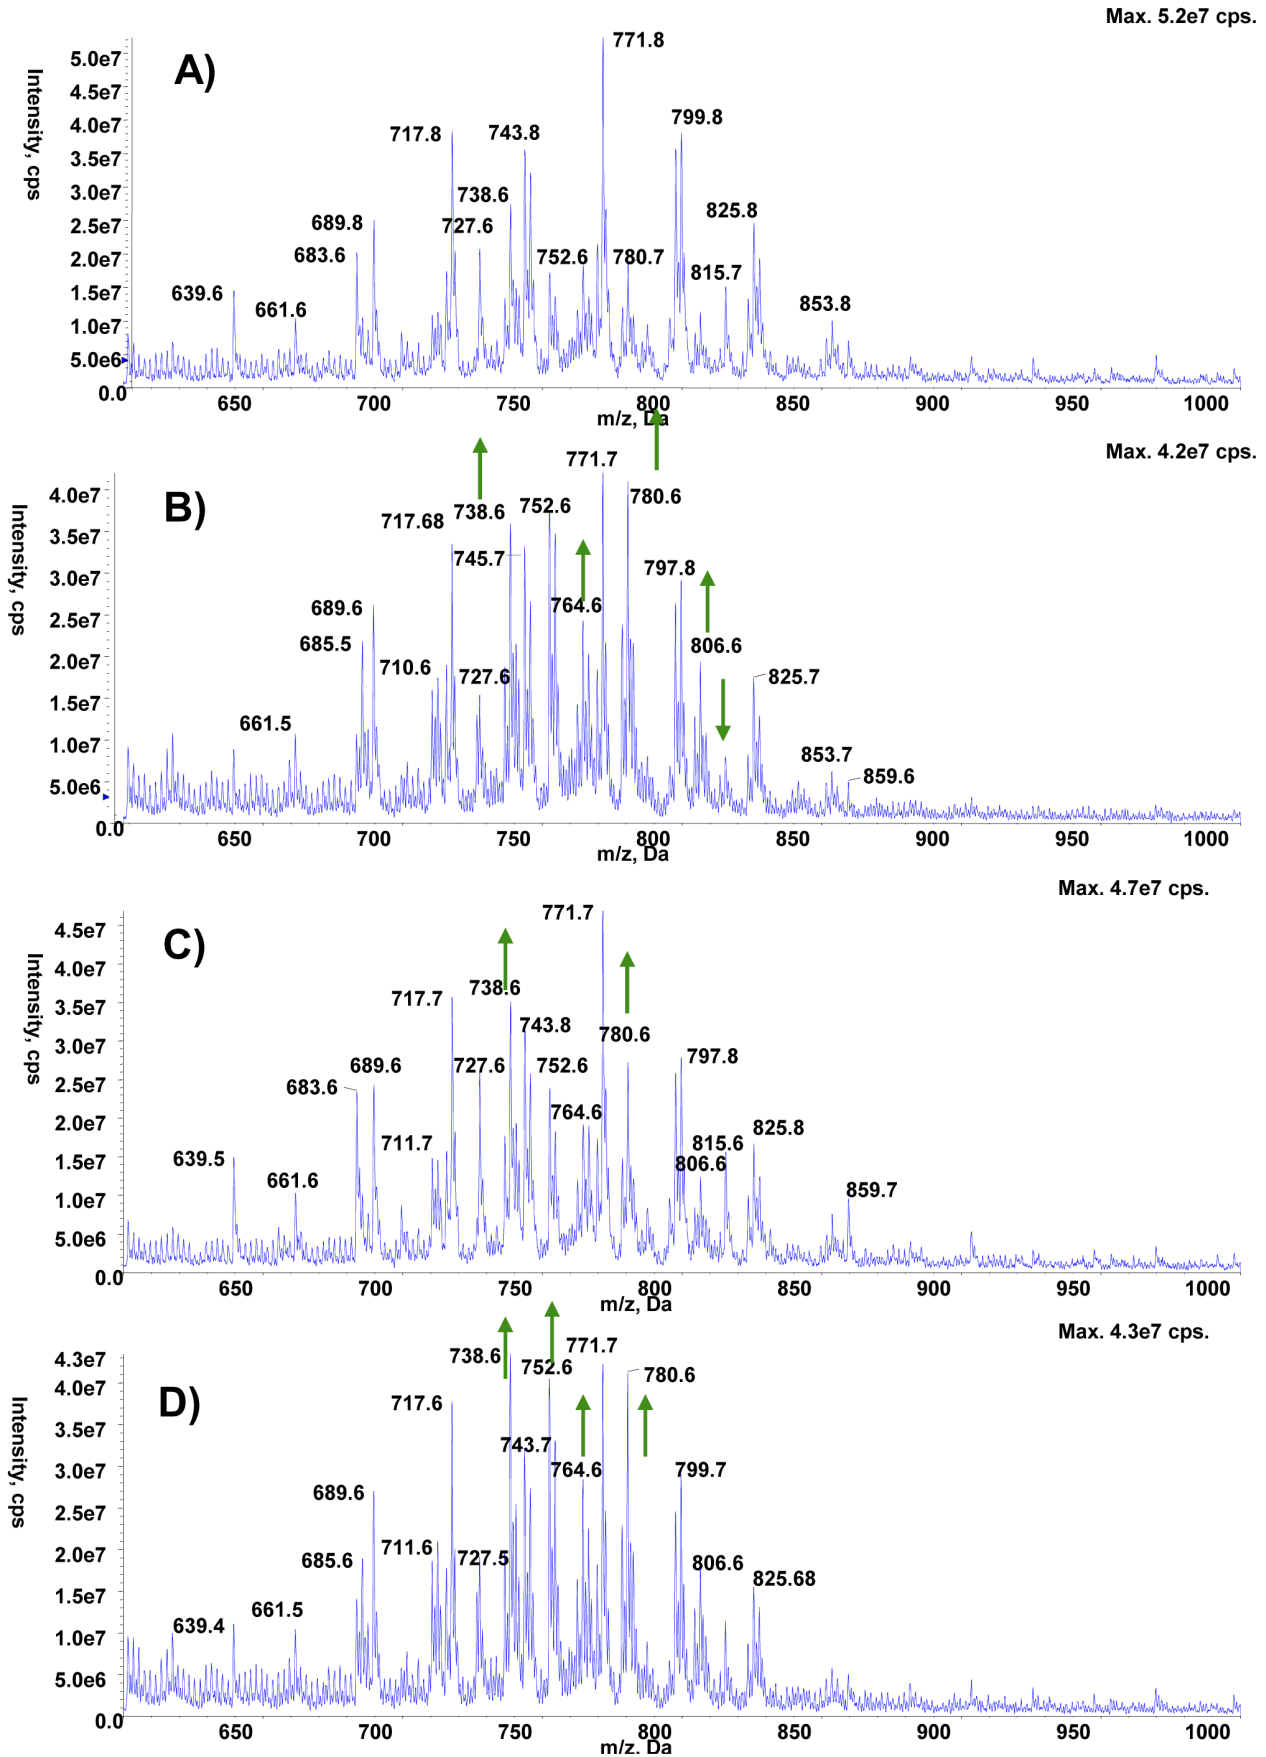 Max. 5.2e7 cps.
A)
Intensity, cps
5.0e7
4.5e7
4.0e7
3.5e7
3.0e7
2.5e7
2.0e7
1.5e7
1.0e7
5.0e6
0.0
639.6
661.6
683.6
689.8
717.8
727.6
738.6
743.8
752.6
771.8
780.7
799.8
815.7
825.8
853.8
650 700 750 800 850 900 950 1000
m/z, Da
Max. 4.2e7 cps.
B)
Intensity, cps
4.0e7
3.5e7
3.0e7
2.5e7
2.0e7
1.5e7
1.0e7
5.0e6
0.0
661.5
685.5
689.6
710.6
717.68
727.6
738.6
745.7
752.6
764.6
771.7
780.6
797.8
806.6
825.7
853.7
859.6
650 700 750 800 850 900 950 1000
m/z, Da
Max. 4.7e7 cps.
C)
Intensity, cps
4.5e7
4.0e7
3.5e7
3.0e7
2.5e7
2.0e7
1.5e7
1.0e7
5.0e6
0.0
639.5
661.6
683.6
689.6
711.7
717.7
727.6
738.6
743.8
752.6
764.6
771.7
780.6
797.8
806.6
815.6
825.8
859.7
650 700 750 800 850 900 950 1000
m/z, Da
Max. 4.3e7 cps.
D)
Intensity, cps
4.3e7
4.0e7
3.5e7
3.0e7
2.5e7
2.0e7
1.5e7
1.0e7
5.0e6
0.0
639.4
661.5
685.6
689.6
711.6
717.6
727.5
738.6
743.7
752.6
764.6
771.7
780.6
799.7
806.6
825.68
650 700 750 800 850 900 950 1000
m/z, Da